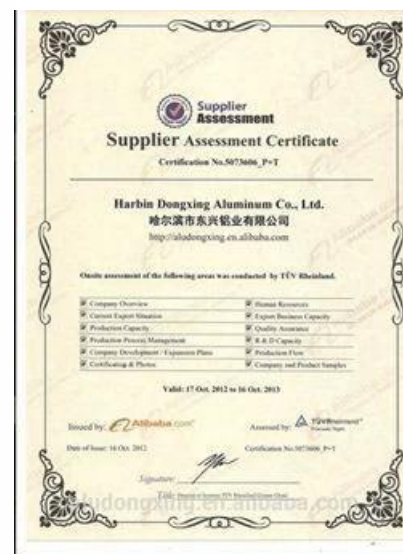 Supplier
Assessment
Supplier Assessment Certificate
Certification No.5073606_P+T
Harbin Dongxing Aluminum Co., Ltd.
哈尔滨市东兴铝业有限公司
http://aludongxing.en.alibaba.com
Onsite assessment of the following areas was conducted by TÜV Rheinland.
Company Overview
Human Resources
Current Export Situation
Export Business Capacity
Production Capacity
Quality Assurance
Production Process Management
R & D Capacity
Company Development / Expansion Plans
Production Flow
Certificates & Photos
Company and Product Samples
Valid: 17 Oct. 2012 to 16 Oct. 2013
Issued by: Alibaba.com
Assessed by: TÜVRheinland
Precisely Right.
Date of Issue: 16 Oct. 2012
Certification No.5073606_P+T
Signature:
aludongxing.en.alibaba.com